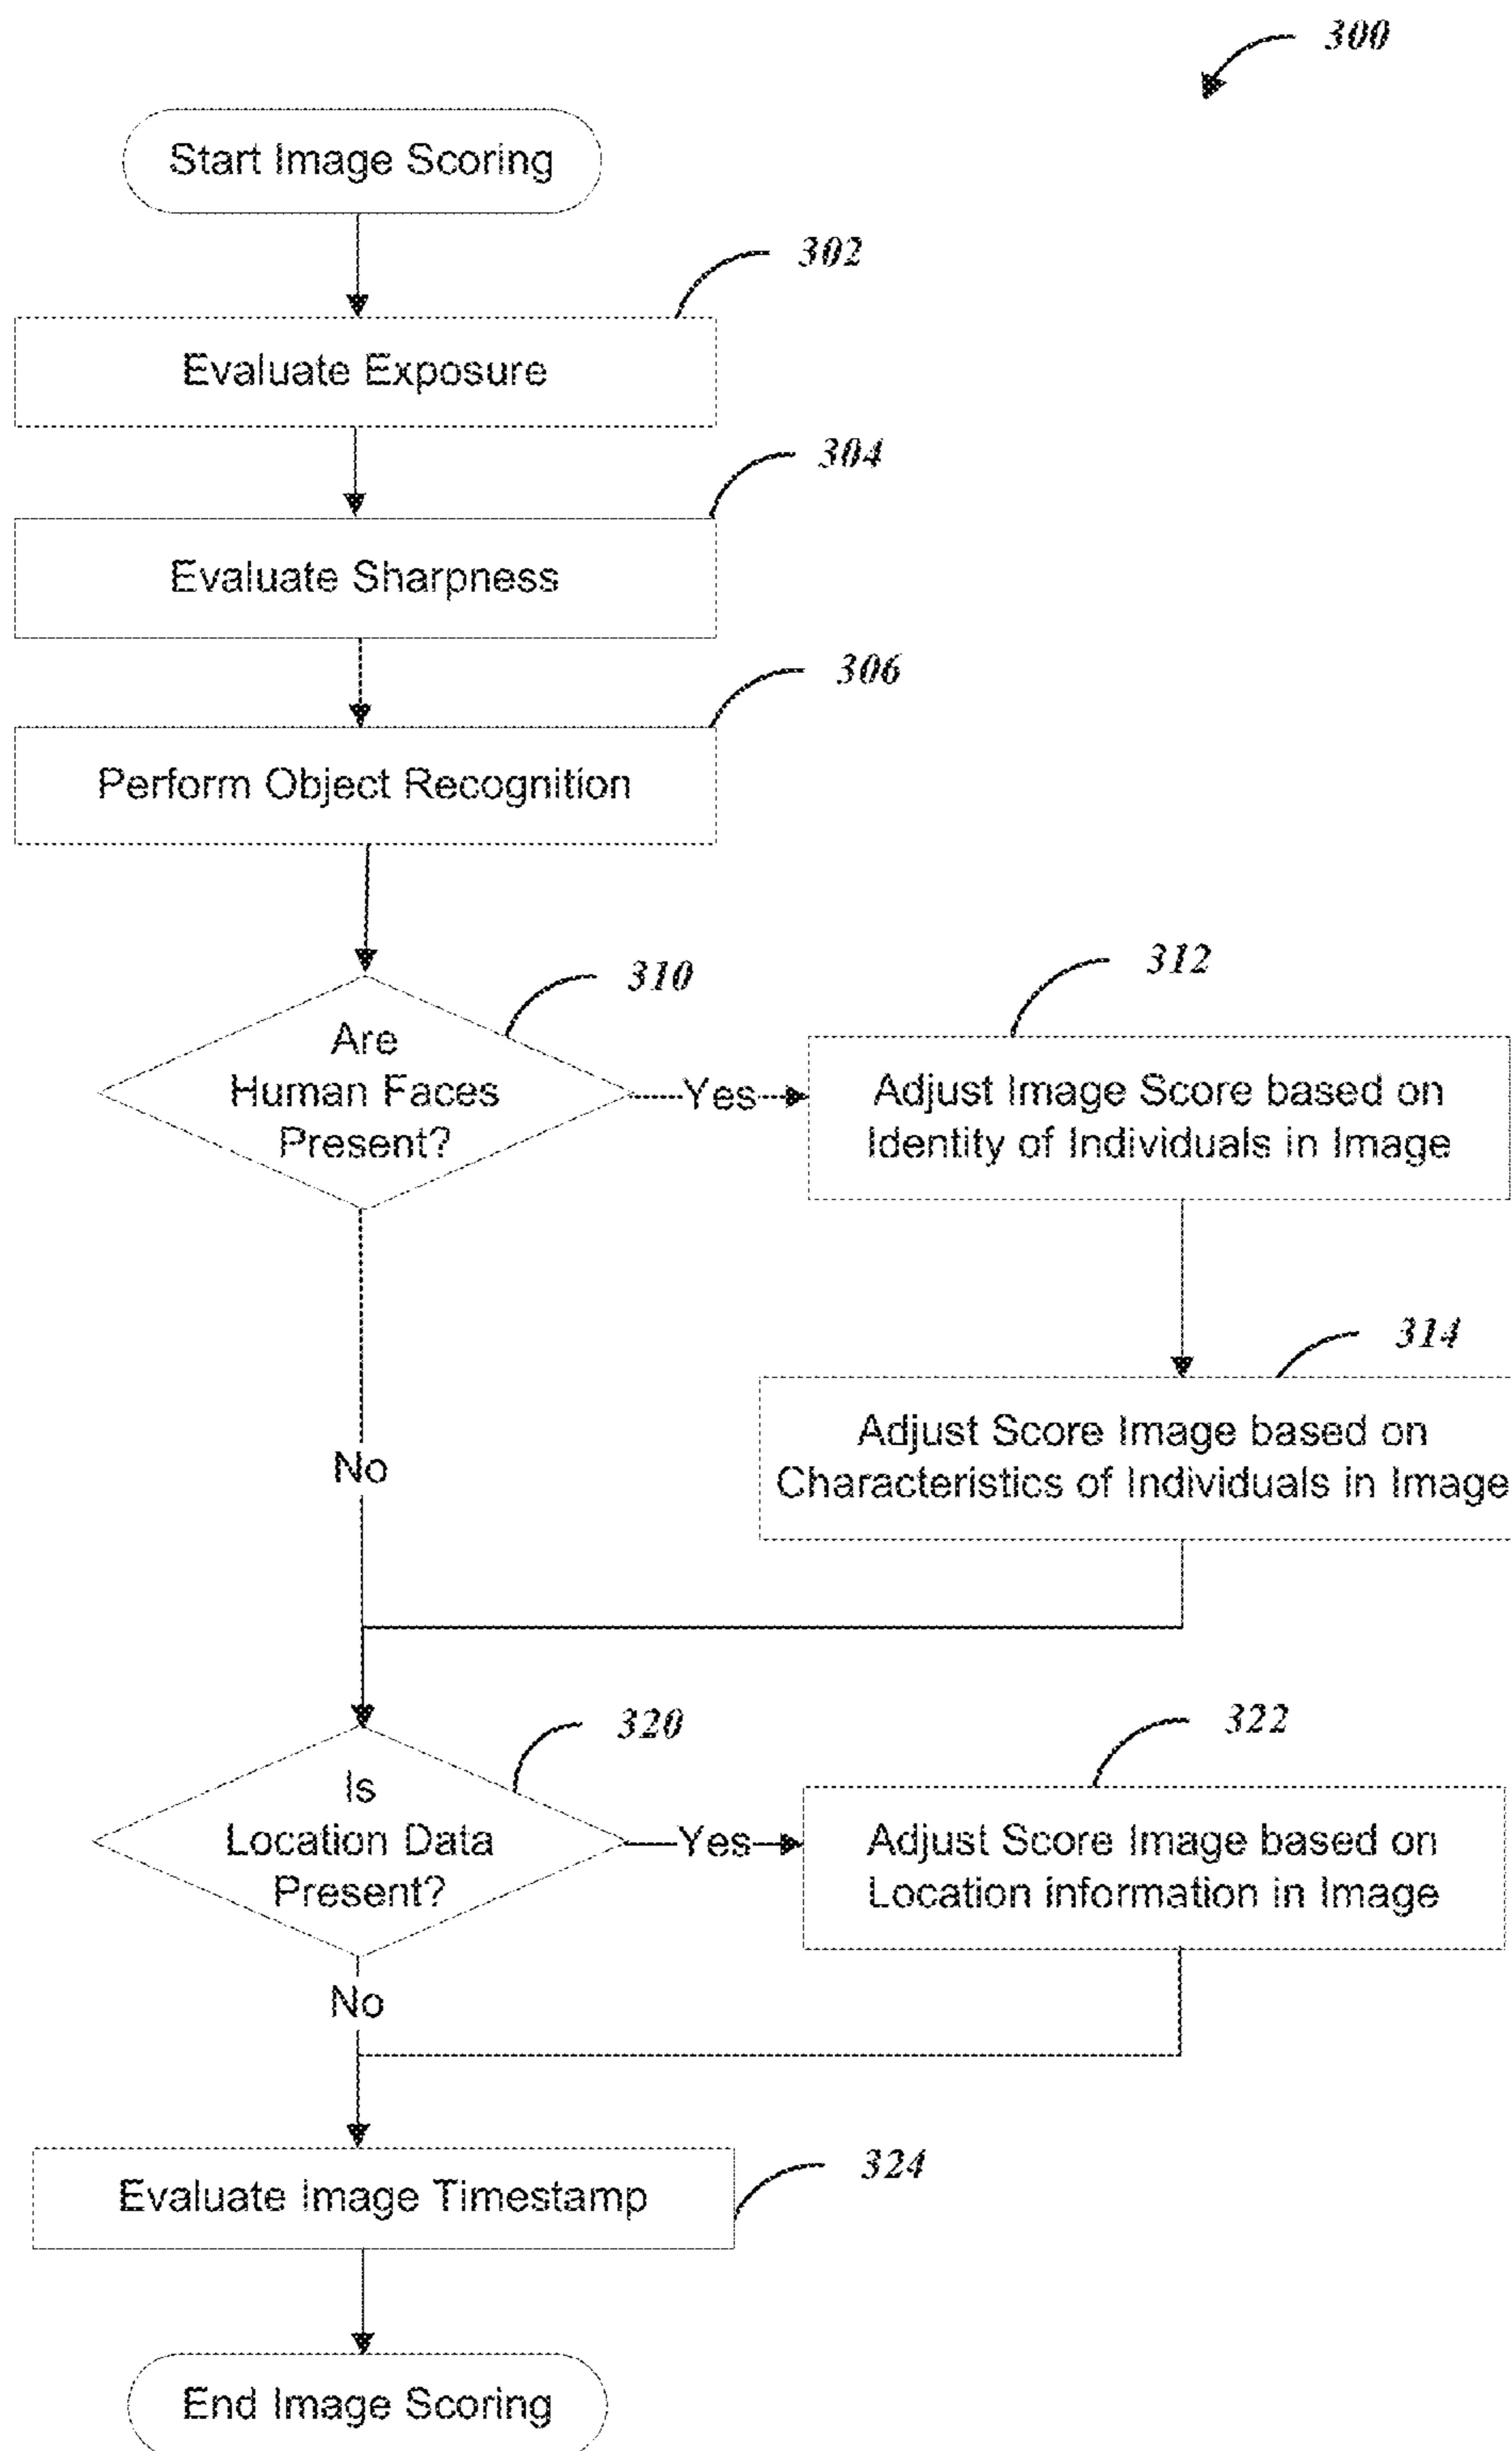 300
Start Image Scoring
302
Evaluate Exposure
304
Evaluate Sharpness
306
Perform Object Recognition
310
Are
Human Faces
Present?
Yes
312
Adjust Image Score based on
Identity of Individuals in Image
314
Adjust Score Image based on
Characteristics of Individuals in Image
No
320
Is
Location Data
Present?
Yes
322
Adjust Score Image based on
Location information in Image
No
324
Evaluate Image Timestamp
End Image Scoring